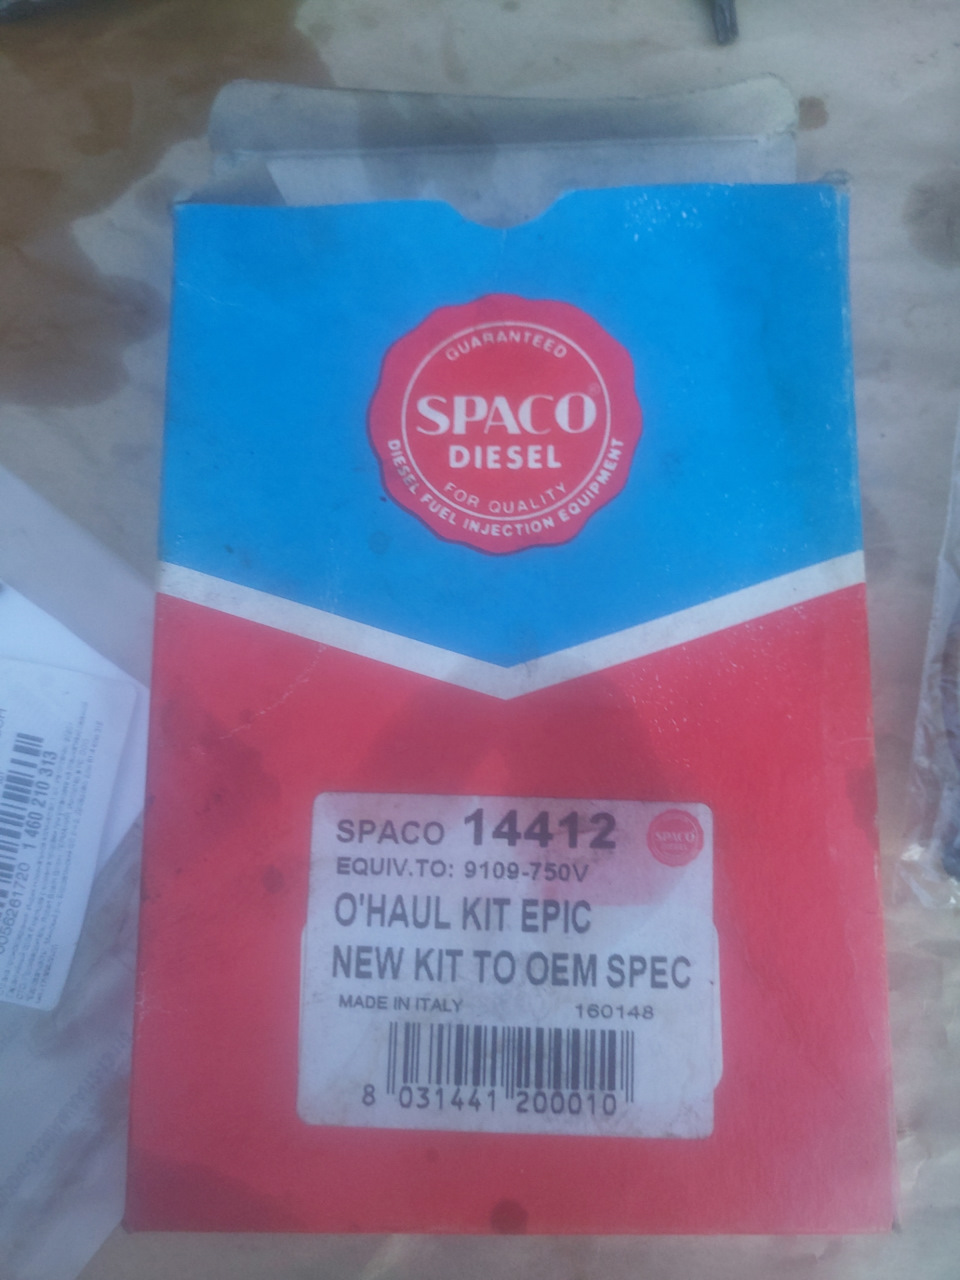 GUARANTEED
SPACO®
DIESEL
FOR QUALITY
DIESEL FUEL INJECTION EQUIPMENT
SPACO 14412
SPACO
EQUIV.TO: 9109-750V
O'HAUL KIT EPIC
NEW KIT TO OEM SPEC
MADE IN ITALY 160148
8 031441 200010
1 460 210 313